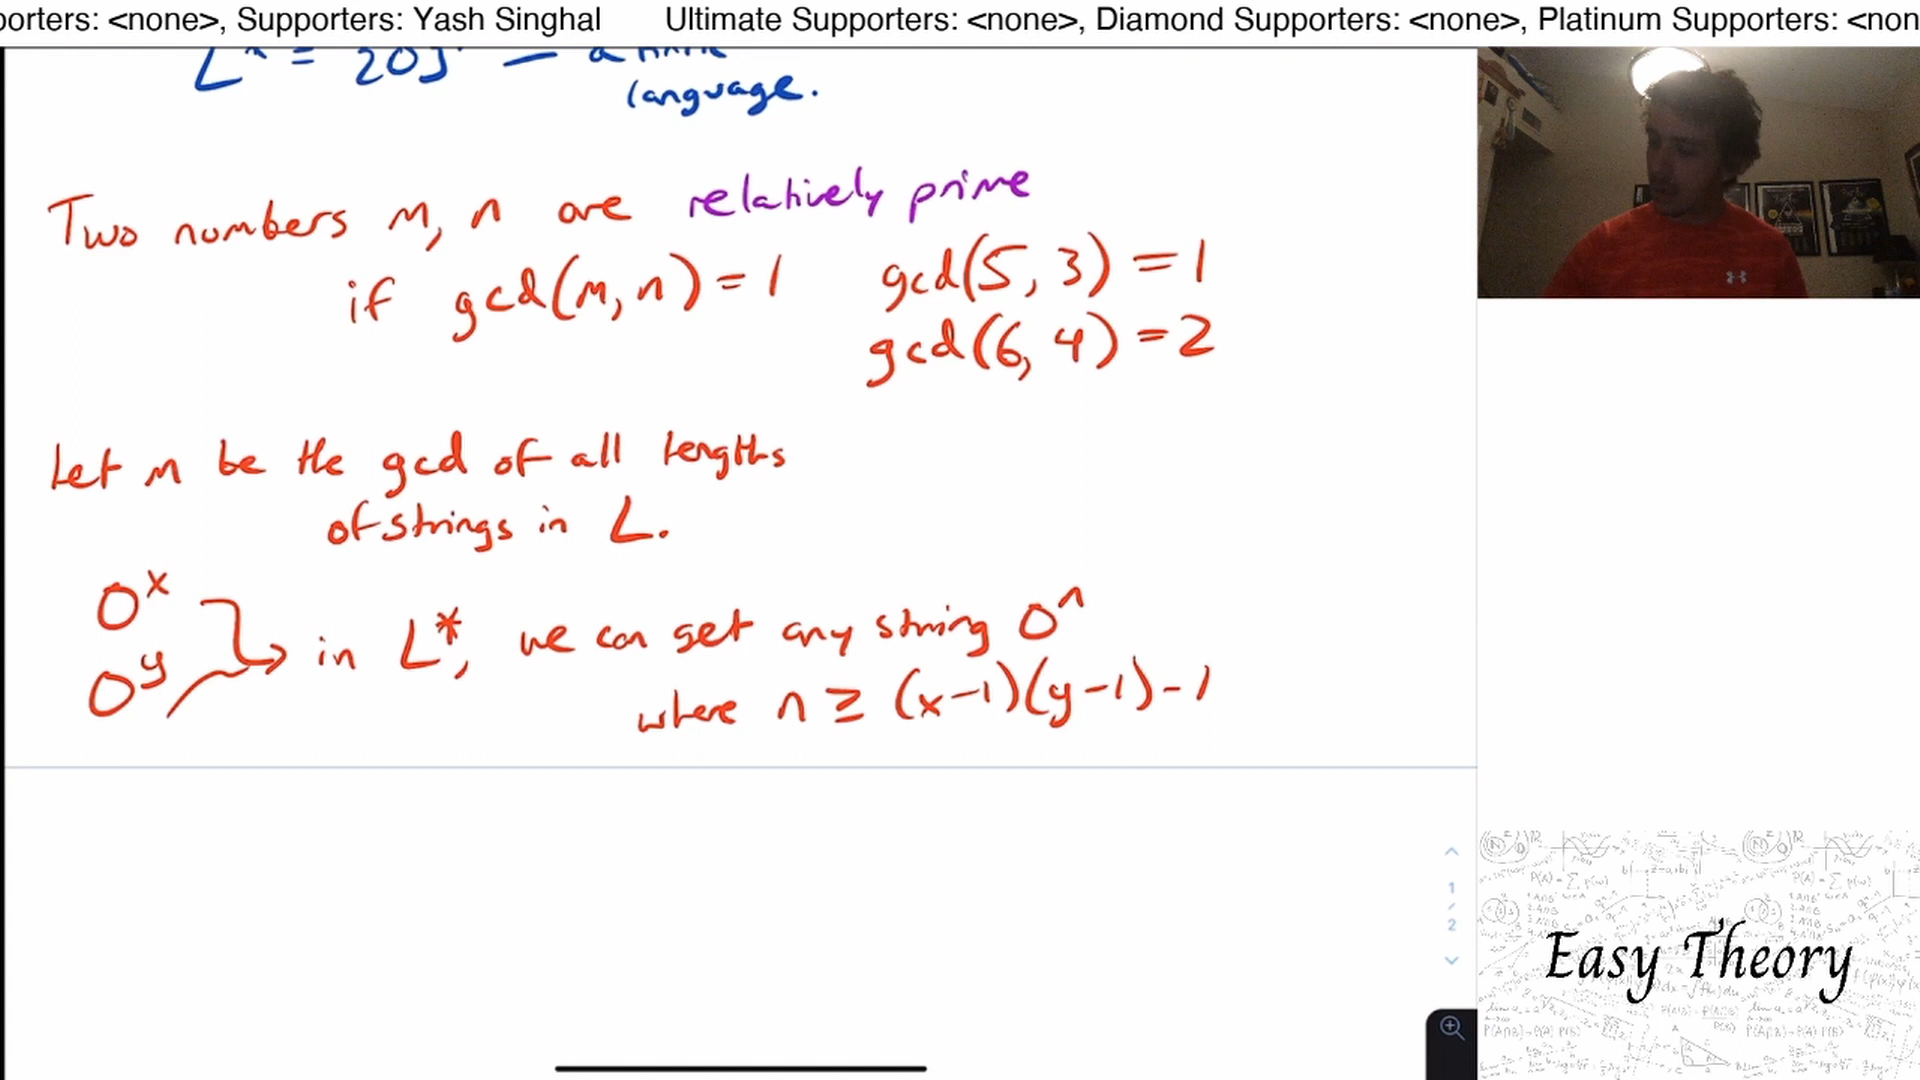 porters: <none>, Supporters: Yash Singhal Ultimate Supporters: <none>, Diamond Supporters: <none>, Platinum Supporters: <non
L* =
— a
language.
Two numbers m, n are relatively prime
if gcd(m, n) = 1 gcd(5, 3) = 1
gcd(6, 4) = 2
Let m be the gcd of all lengths
of strings in L.
0^x
0^y
in L*, we can get any string 0^n
where n ≥ (x-1)(y-1)-1
1
2
Easy Theory